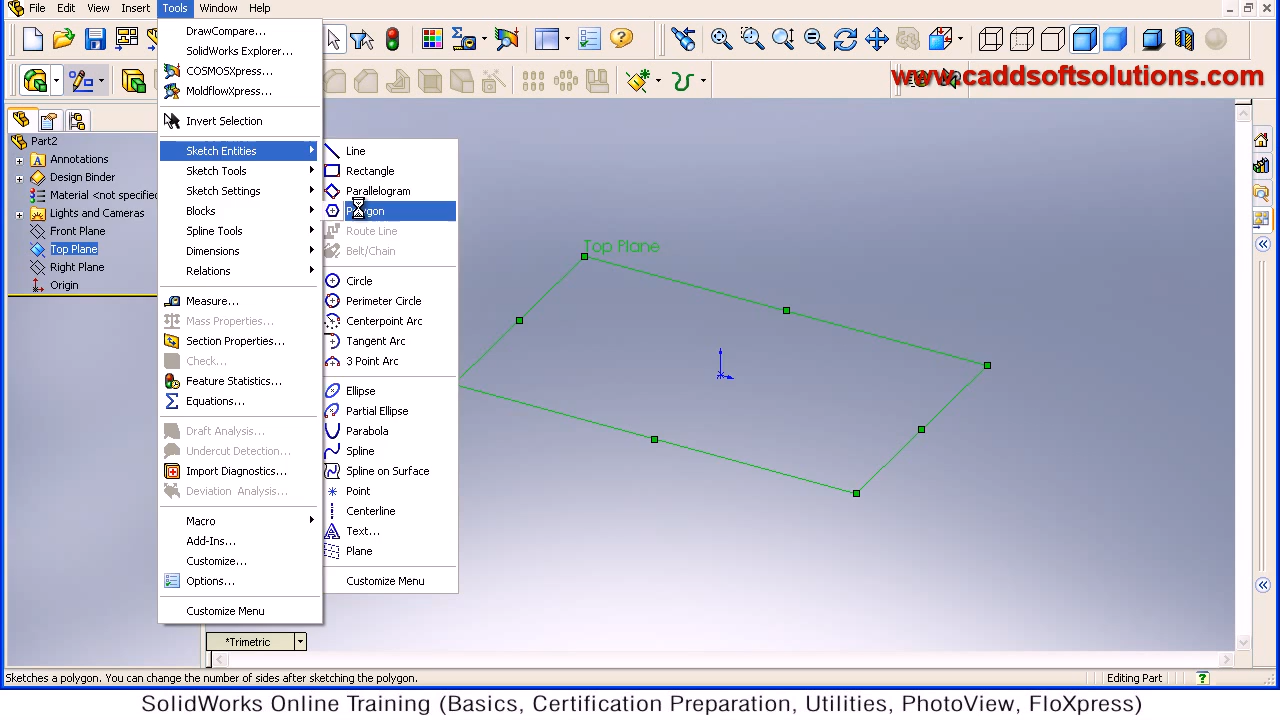 File Edit View Insert Tools Window Help
www.caddsoftsolutions.com
DrawCompare...
SolidWorks Explorer...
COSMOSXpress...
MoldflowXpress...
Invert Selection
Sketch Entities
Sketch Tools
Sketch Settings
Blocks
Spline Tools
Dimensions
Relations
Measure...
Mass Properties...
Section Properties...
Check...
Feature Statistics...
Equations...
Draft Analysis...
Undercut Detection...
Import Diagnostics...
Deviation Analysis...
Macro
Add-Ins...
Customize...
Options...
Customize Menu
Line
Rectangle
Parallelogram
Route Line
Belt/Chain
Circle
Perimeter Circle
Centerpoint Arc
Tangent Arc
3 Point Arc
Ellipse
Partial Ellipse
Parabola
Spline
Spline on Surface
Point
Centerline
Text...
Plane
Customize Menu
Part2
Annotations
Design Binder
Material <not specified
Lights and Cameras
Front Plane
Top Plane
Right Plane
Origin
Top Plane
*Trimetric
Sketches a polygon. You can change the number of sides after sketching the polygon.
Editing Part
SolidWorks Online Training (Basics, Certification Preparation, Utilities, PhotoView, FloXpress)